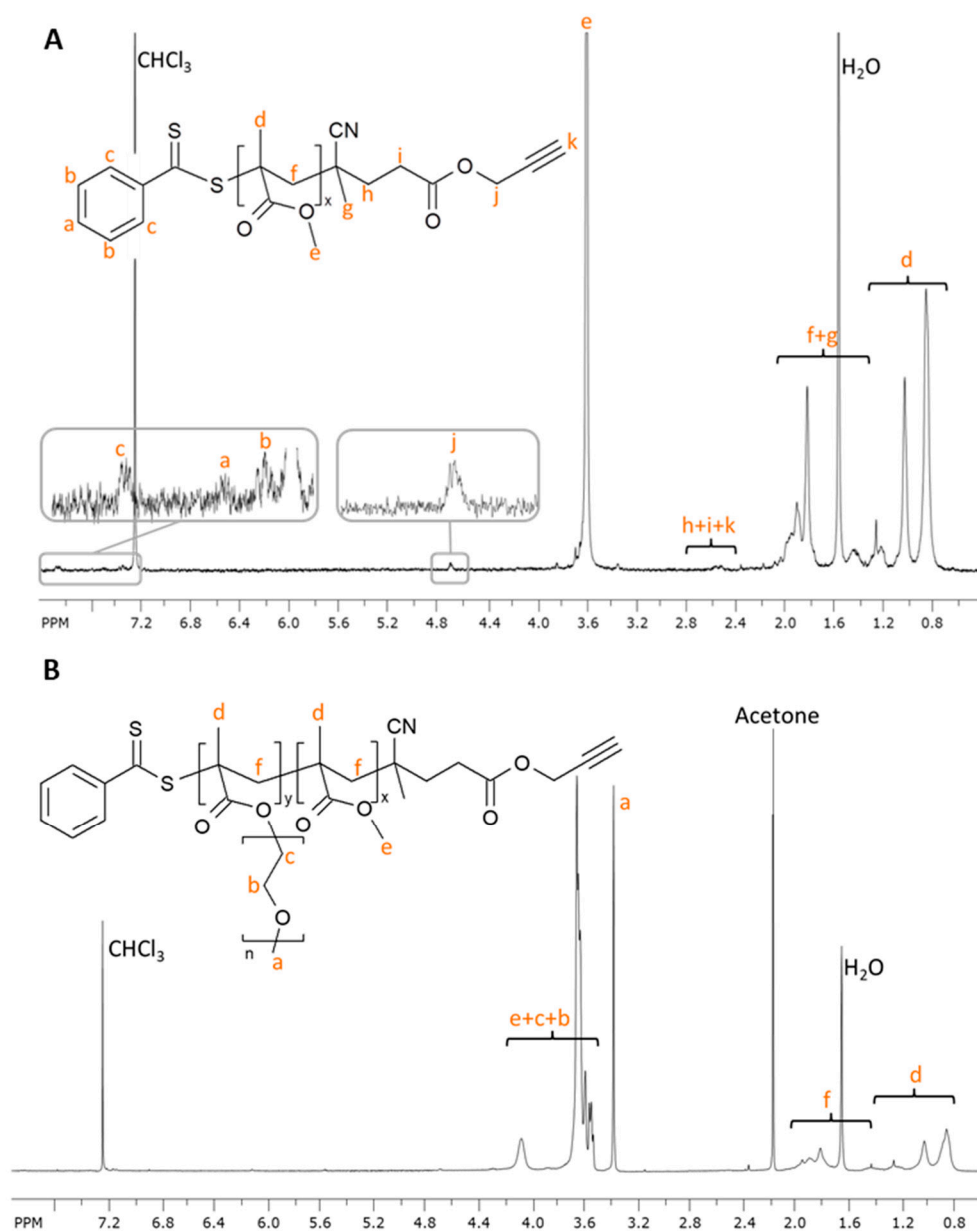 A
e
CHCl3
H2O
d
CN
k
S
i
c
f
O
d
b
S
x
h
j
f+g
a
O
O
g
O
c
b
e
c
a
b
j
h+i+k
PPM 7.2 6.8 6.4 6.0 5.6 5.2 4.8 4.4 4.0 3.6 3.2 2.8 2.4 2.0 1.6 1.2 0.8
B
d d
CN
Acetone
S
f f
O
S
y x
a
O O O O O
c e
b
O
n
a
CHCl3
H2O
e+c+b
d
f
PPM 7.2 6.8 6.4 6.0 5.6 5.2 4.8 4.4 4.0 3.6 3.2 2.8 2.4 2.0 1.6 1.2 0.8